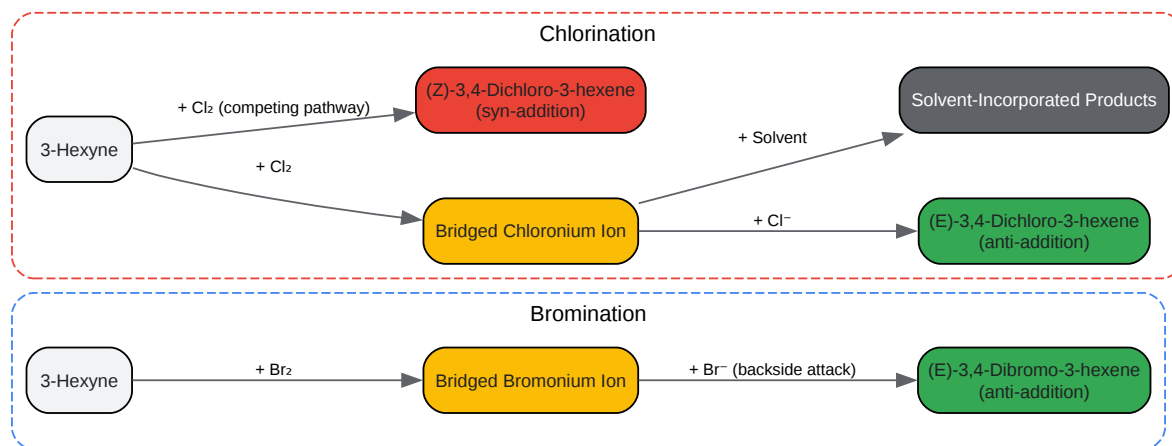 Chlorination
(Z)-3,4-Dichloro-3-hexene
(syn-addition)
Solvent-Incorporated Products
+ Cl₂ (competing pathway)
3-Hexyne
+ Solvent
+ Cl₂
Bridged Chloronium Ion
+ Cl⁻
(E)-3,4-Dichloro-3-hexene
(anti-addition)
Bromination
3-Hexyne
+ Br₂
Bridged Bromonium Ion
+ Br⁻ (backside attack)
(E)-3,4-Dibromo-3-hexene
(anti-addition)